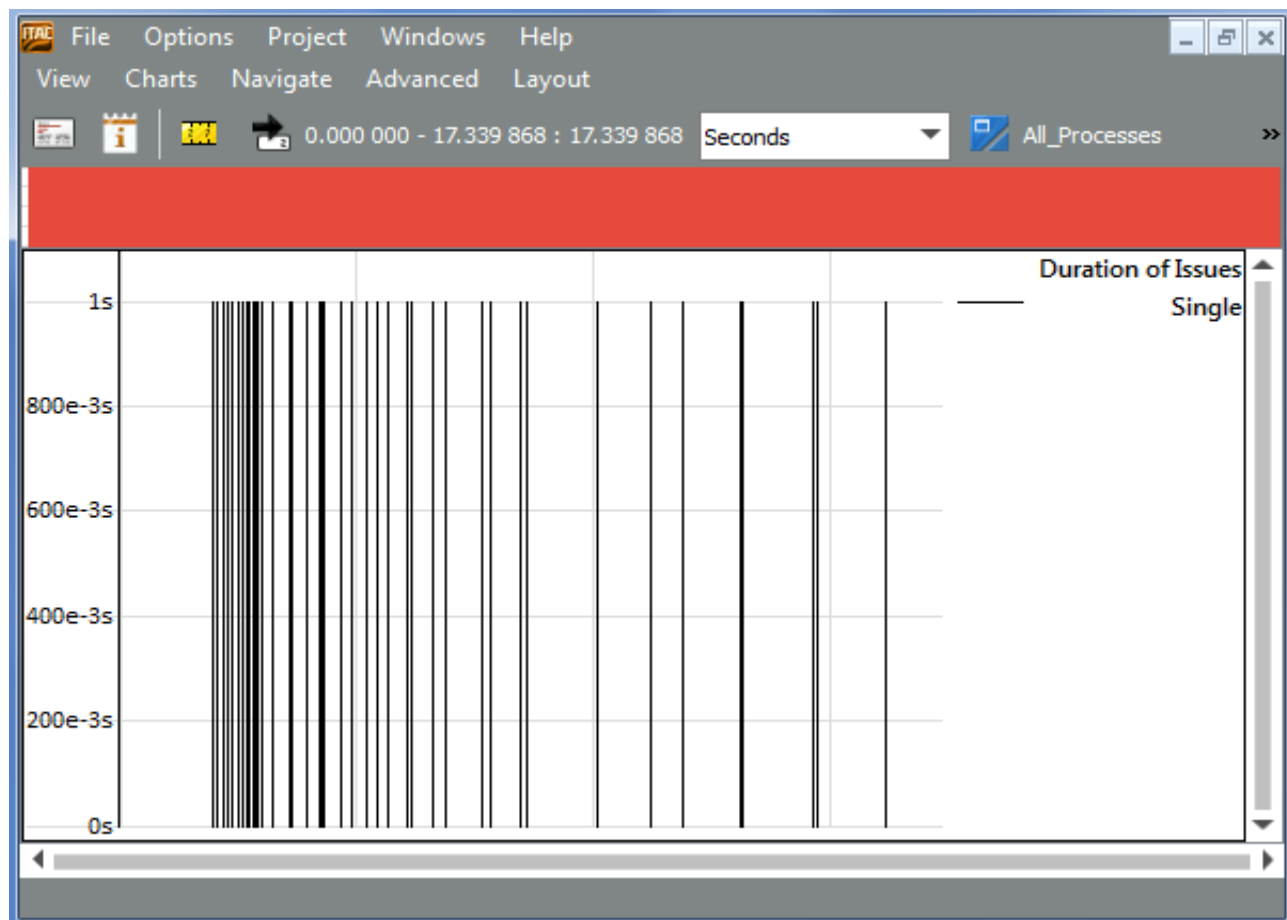 ITAC File Options Project Windows Help
View Charts Navigate Advanced Layout
0.000 000 - 17.339 868 : 17.339 868 Seconds All_Processes »
Duration of Issues
1s Single
800e-3s
600e-3s
400e-3s
200e-3s
0s